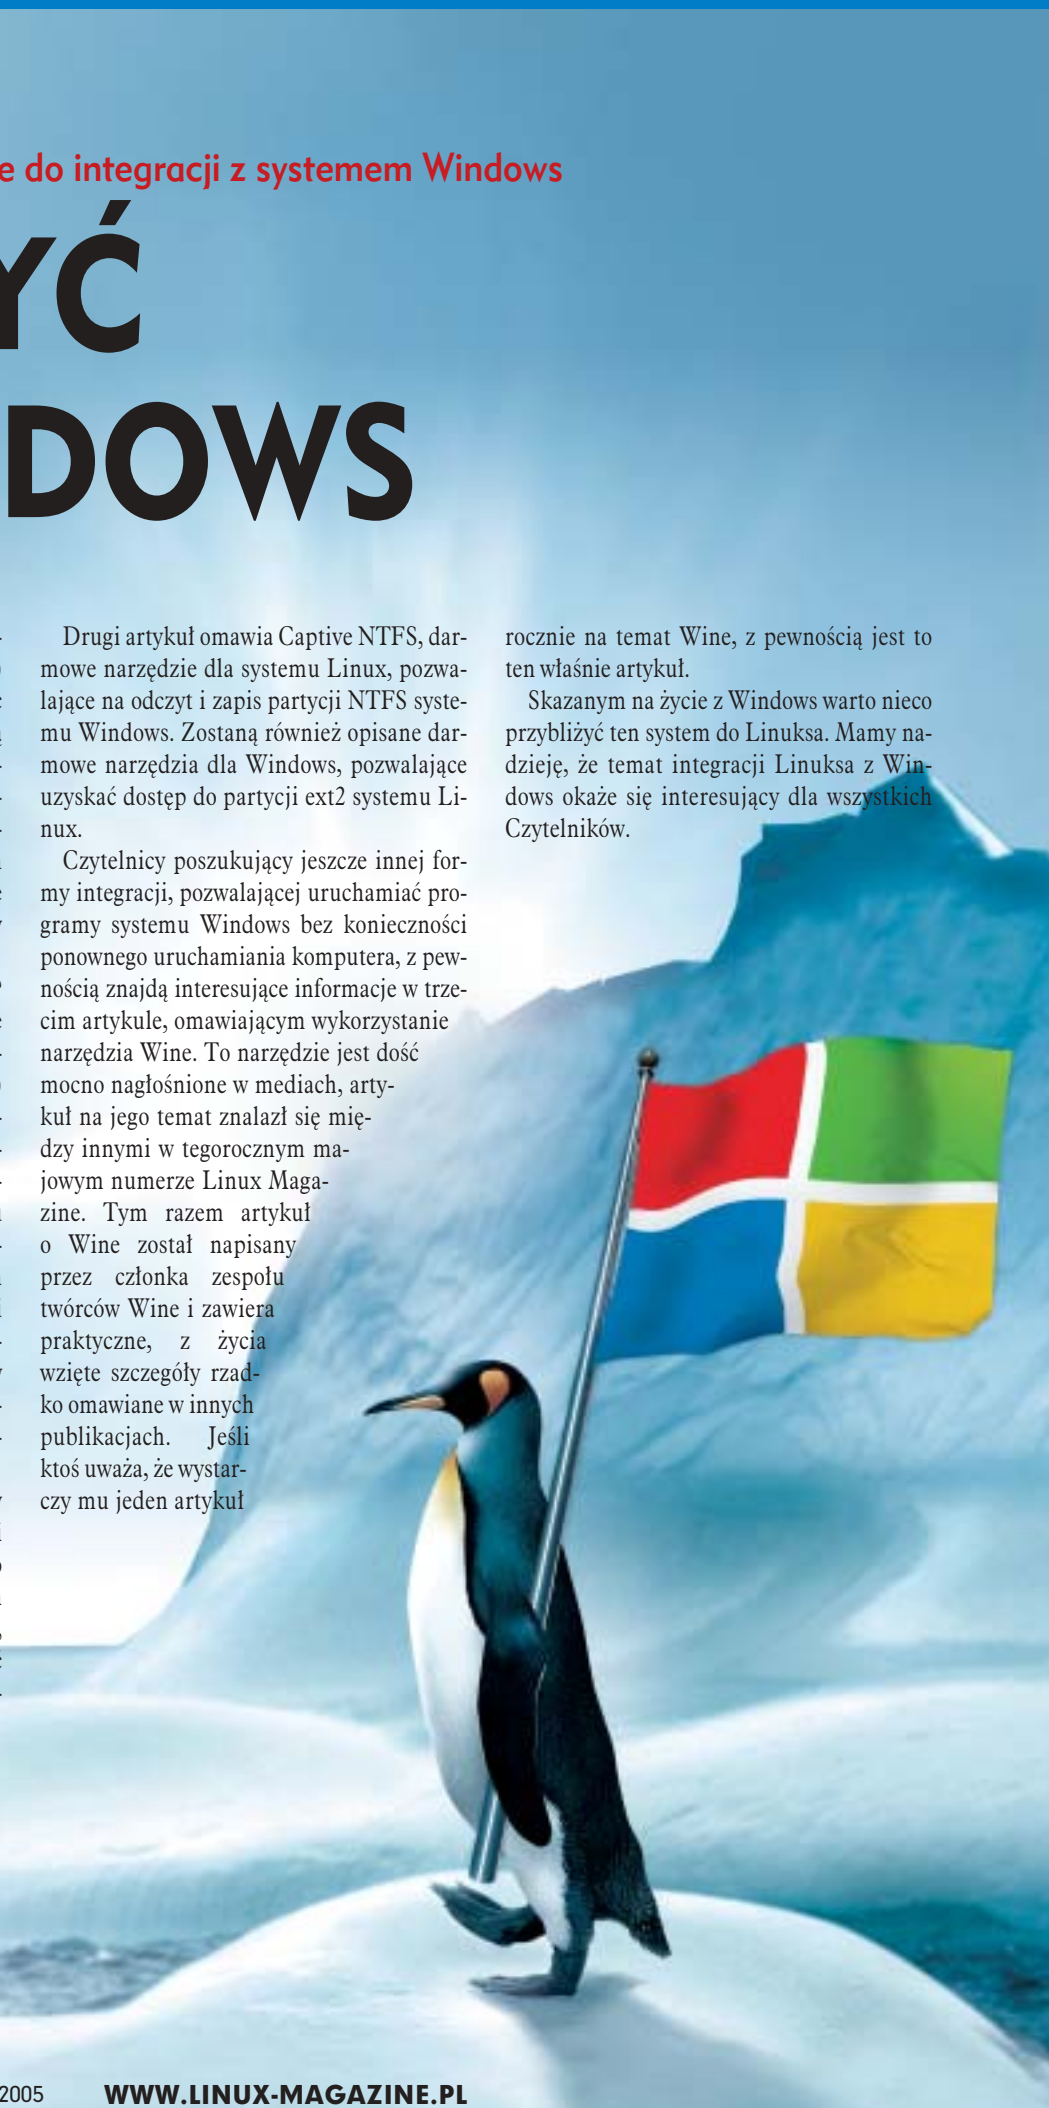 e do integracji z systemem Windows
YĆ
DOWS
Drugi artykuł omawia Captive NTFS, dar-
mowe narzędzie dla systemu Linux, pozwa-
lające na odczyt i zapis partycji NTFS syste-
mu Windows. Zostaną również opisane dar-
mowe narzędzia dla Windows, pozwalające
uzyskać dostęp do partycji ext2 systemu Li-
nux.
Czytelnicy poszukujący jeszcze innej for-
my integracji, pozwalającej uruchamiać pro-
gramy systemu Windows bez konieczności
ponownego uruchamiania komputera, z pew-
nością znajdą interesujące informacje w trze-
cim artykule, omawiającym wykorzystanie
narzędzia Wine. To narzędzie jest dość
mocno nagłośnione w mediach, arty-
kuł na jego temat znalazł się mię-
dzy innymi w tegorocznym ma-
jowym numerze Linux Maga-
zine. Tym razem artykuł
o Wine został napisany
przez członka zespołu
twórców Wine i zawiera
praktyczne, z życia
wzięte szczegóły rzad-
ko omawiane w innych
publikacjach. Jeśli
ktoś uważa, że wystar-
czy mu jeden artykuł
rocznie na temat Wine, z pewnością jest to
ten właśnie artykuł.
Skazanym na życie z Windows warto nieco
przybliżyć ten system do Linuksa. Mamy na-
dzieję, że temat integracji Linuksa z Win-
dows okaże się interesujący dla wszystkich
Czytelników.
2005 WWW.LINUX-MAGAZINE.PL